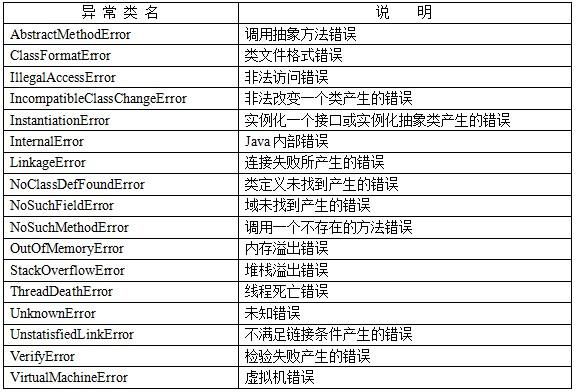 异 常 类 名 说 明
AbstractMethodError 调用抽象方法错误
ClassFormatError 类文件格式错误
IllegalAccessError 非法访问错误
IncompatibleClassChangeError 非法改变一个类产生的错误
InstantiationError 实例化一个接口或实例化抽象类产生的错误
InternalError Java 内部错误
LinkageError 连接失败所产生的错误
NoClassDefFoundError 类定义未找到产生的错误
NoSuchFieldError 域未找到产生的错误
NoSuchMethodError 调用一个不存在的方法错误
OutOfMemoryError 内存溢出错误
StackOverflowError 堆栈溢出错误
ThreadDeathError 线程死亡错误
UnknownError 未知错误
UnstatisfiedLinkError 不满足链接条件产生的错误
VerifyError 检验失败产生的错误
VirtualMachineError 虚拟机错误